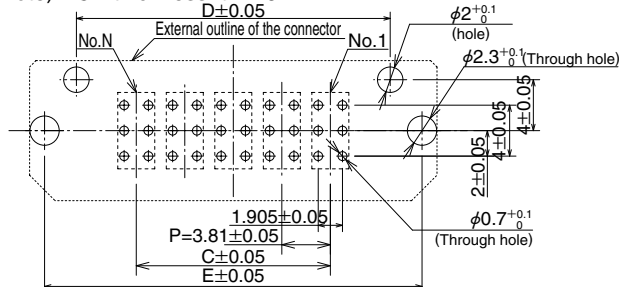 D±0.05
External outline of the connector
No.N
No.1
φ2 +0.1 0
(hole)
φ2.3 +0.1 0 (Through hole)
4±0.05
4±0.05
2±0.05
1.905±0.05
φ0.7 +0.1 0
(Through hole)
P=3.81±0.05
C±0.05
E±0.05